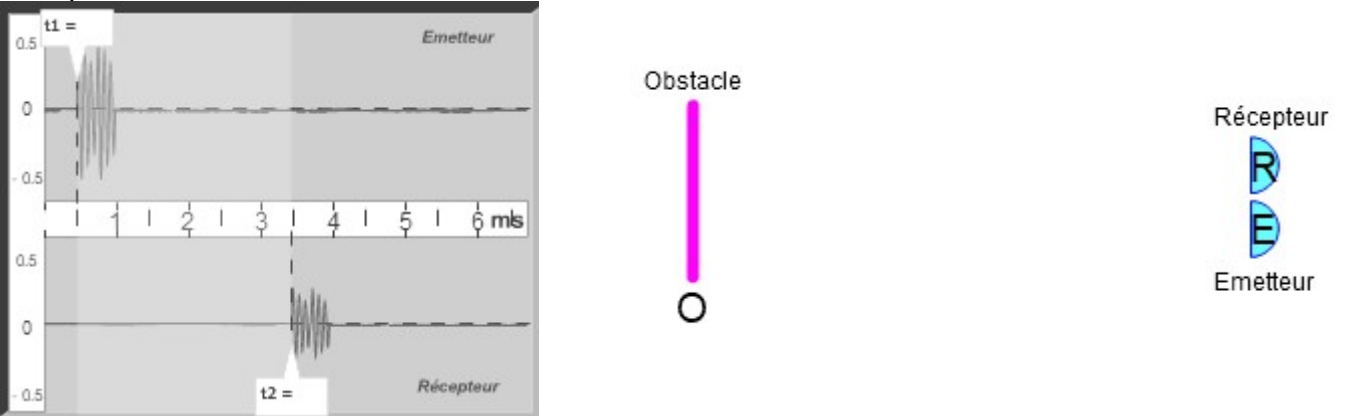 t1 =
Emetteur
0.5
0
- 0.5
1 2 3 4 5 6 ms
0.5
0
- 0.5
t2 =
Récepteur
Obstacle
O
Récepteur
R
E
Emetteur